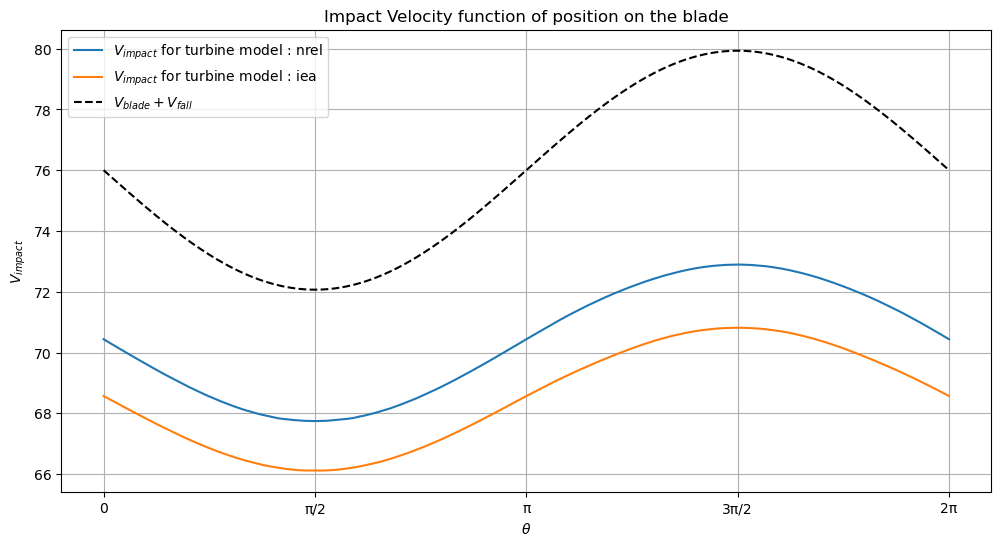 Impact Velocity function of position on the blade
V_impact for turbine model : nrel
V_impact for turbine model : iea
V_blade + V_fall
V_impact
80
78
76
74
72
70
68
66
0 π/2 π 3π/2 2π
θ